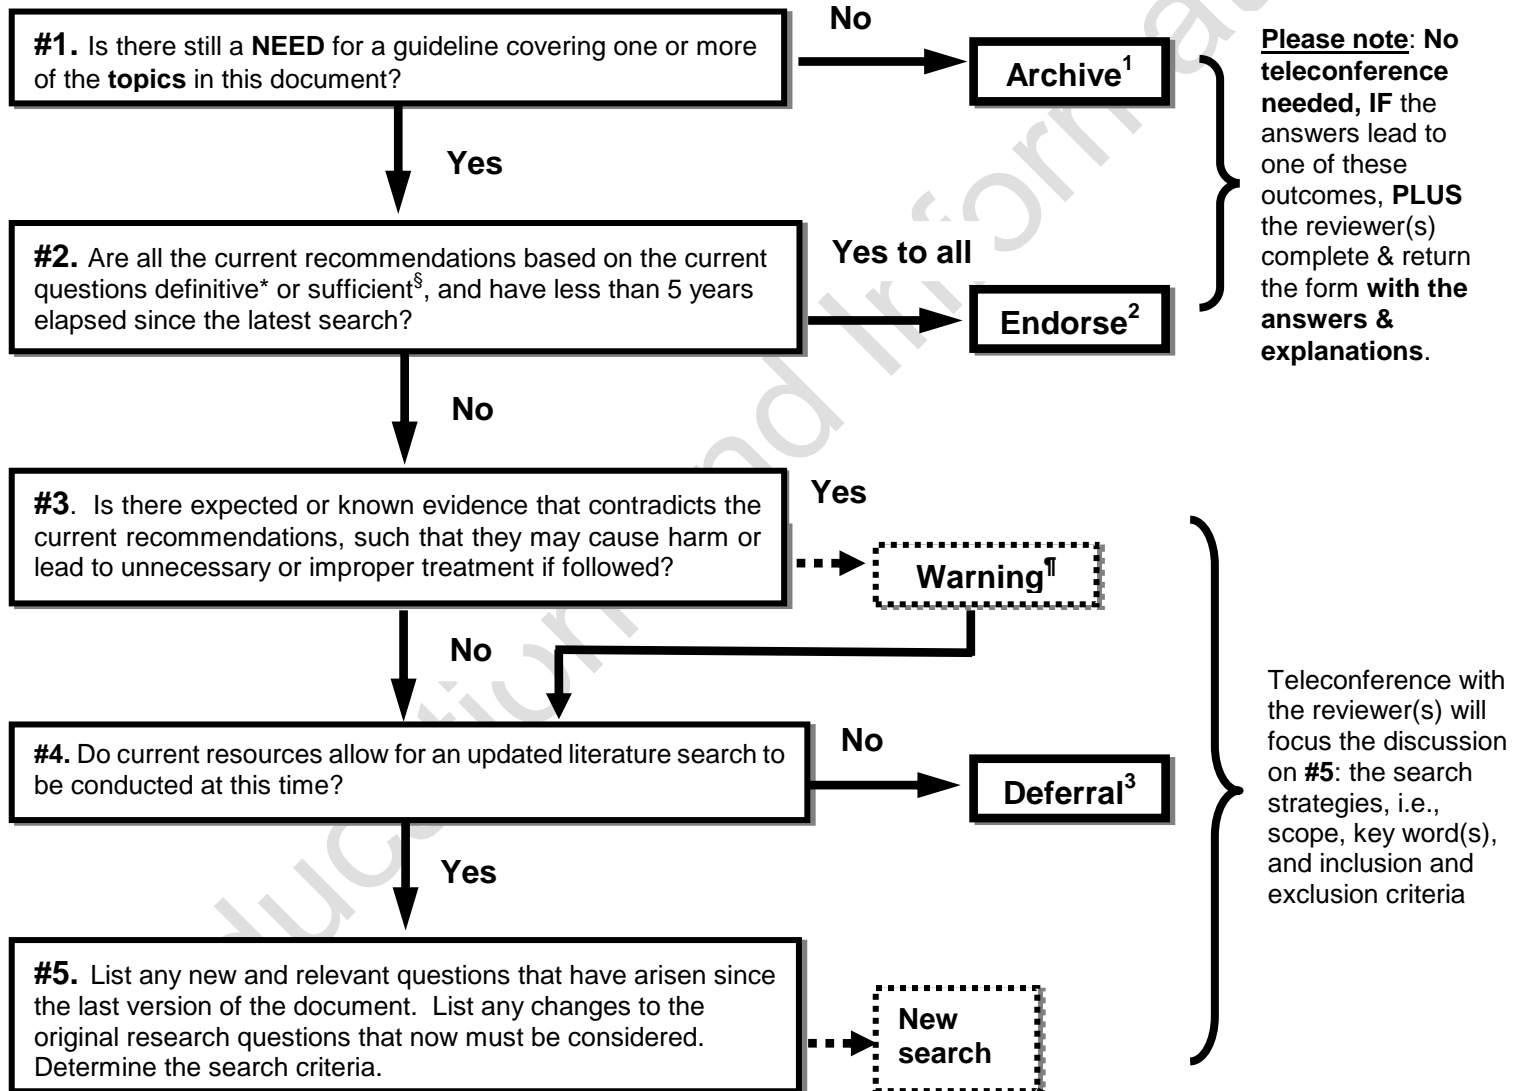 No
#1. Is there still a NEED for a guideline covering one or more
of the topics in this document?
Archive1
Please note: No
teleconference
needed, IF the
answers lead to
one of these
outcomes, PLUS
the reviewer(s)
complete & return
the form with the
answers &
explanations.
Yes
#2. Are all the current recommendations based on the current
questions definitive* or sufficient§, and have less than 5 years
elapsed since the latest search?
Yes to all
Endorse2
No
#3. Is there expected or known evidence that contradicts the
current recommendations, such that they may cause harm or
lead to unnecessary or improper treatment if followed?
Yes
Warning¶
No
#4. Do current resources allow for an updated literature search to
be conducted at this time?
No
Deferral3
Teleconference with
the reviewer(s) will
focus the discussion
on #5: the search
strategies, i.e.,
scope, key word(s),
and inclusion and
exclusion criteria
Yes
#5. List any new and relevant questions that have arisen since
the last version of the document. List any changes to the
original research questions that now must be considered.
Determine the search criteria.
New
search